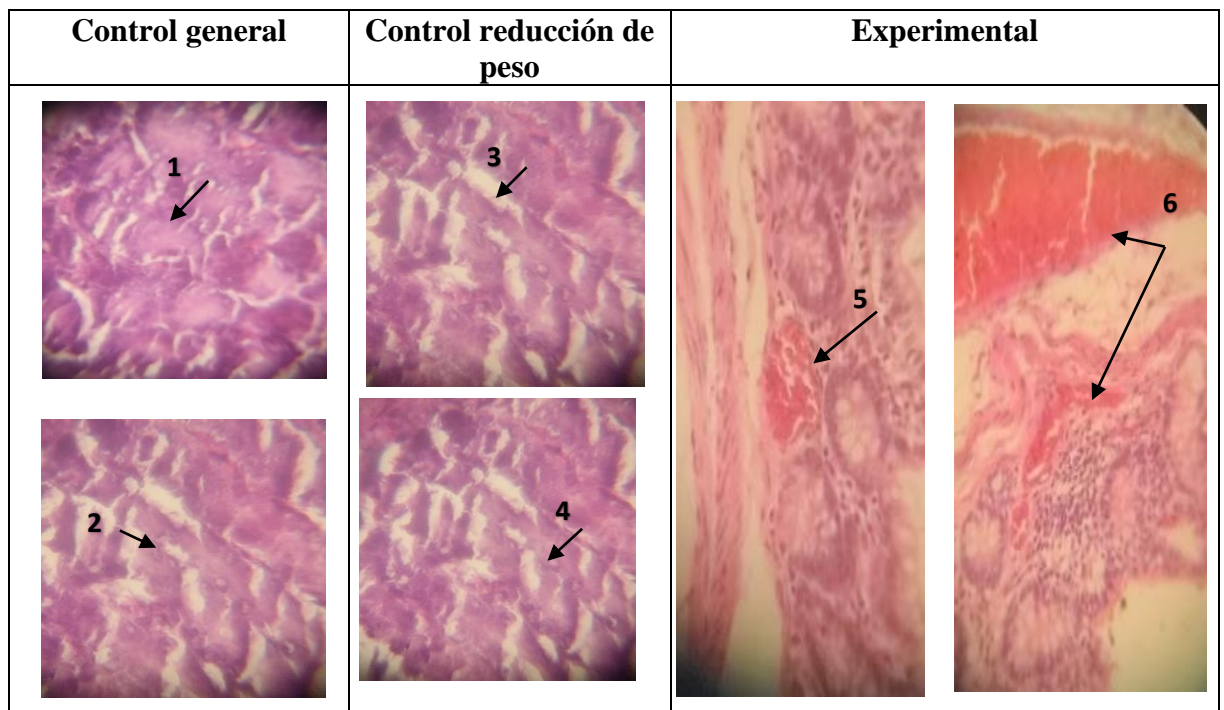 Control general
Control reducción de
peso
Experimental
1
2
3
4
5
6